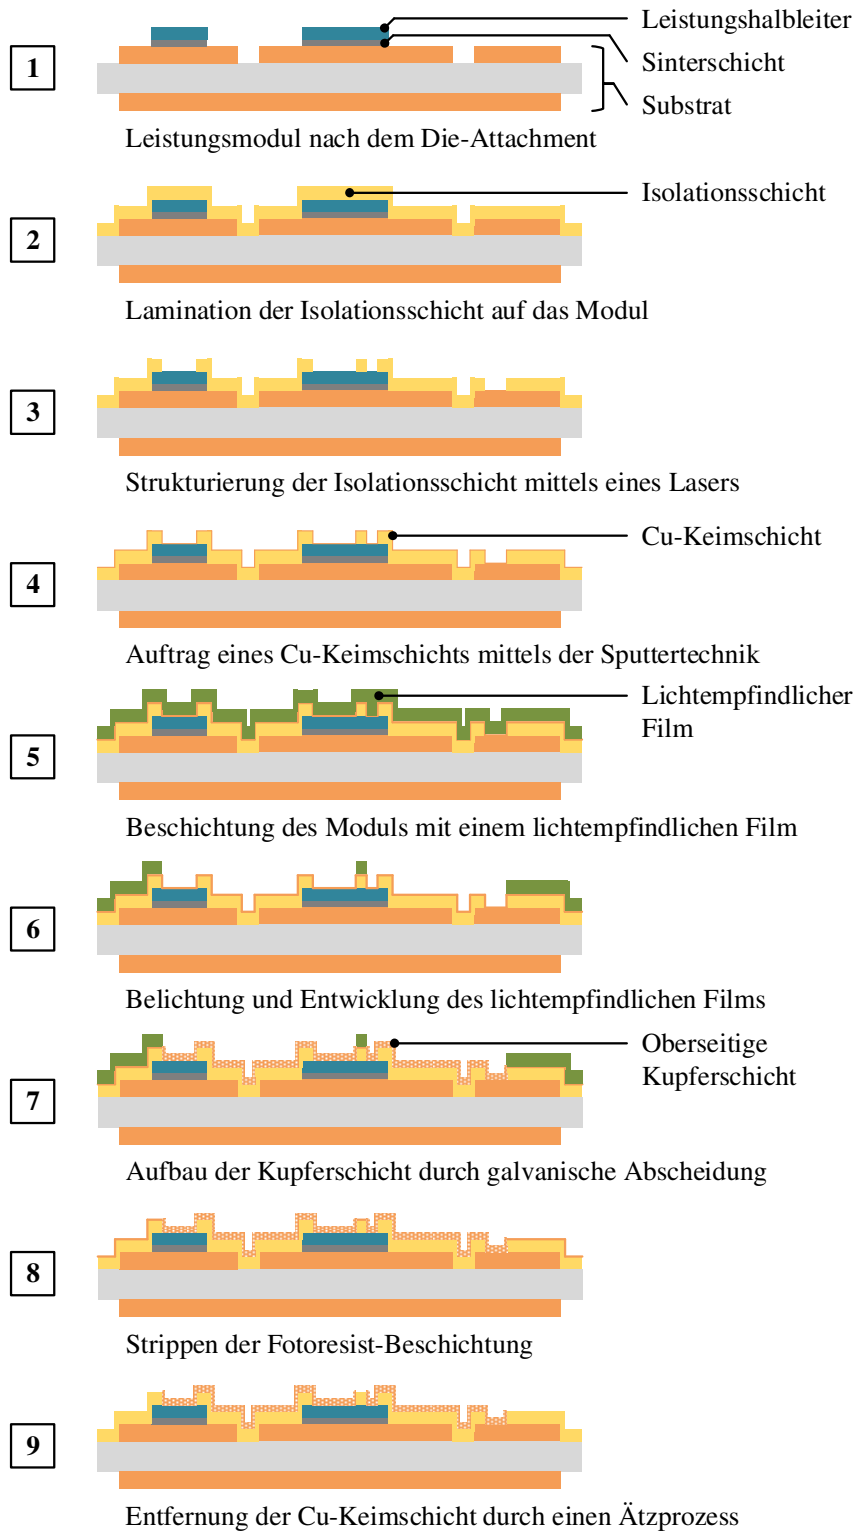 Leistungshalbleiter
1
Sinterschicht
Substrat
Leistungsmodul nach dem Die-Attachment
Isolationsschicht
2
Lamination der Isolationsschicht auf das Modul
3
Strukturierung der Isolationsschicht mittels eines Lasers
Cu-Keimschicht
4
Auftrag eines Cu-Keimschichts mittels der Sputtertechnik
Lichtempfindlicher
Film
5
Beschichtung des Moduls mit einem lichtempfindlichen Film
6
Belichtung und Entwicklung des lichtempfindlichen Films
Oberseitige
Kupferschicht
7
Aufbau der Kupferschicht durch galvanische Abscheidung
8
Strippen der Fotoresist-Beschichtung
9
Entfernung der Cu-Keimschicht durch einen Ätzprozess